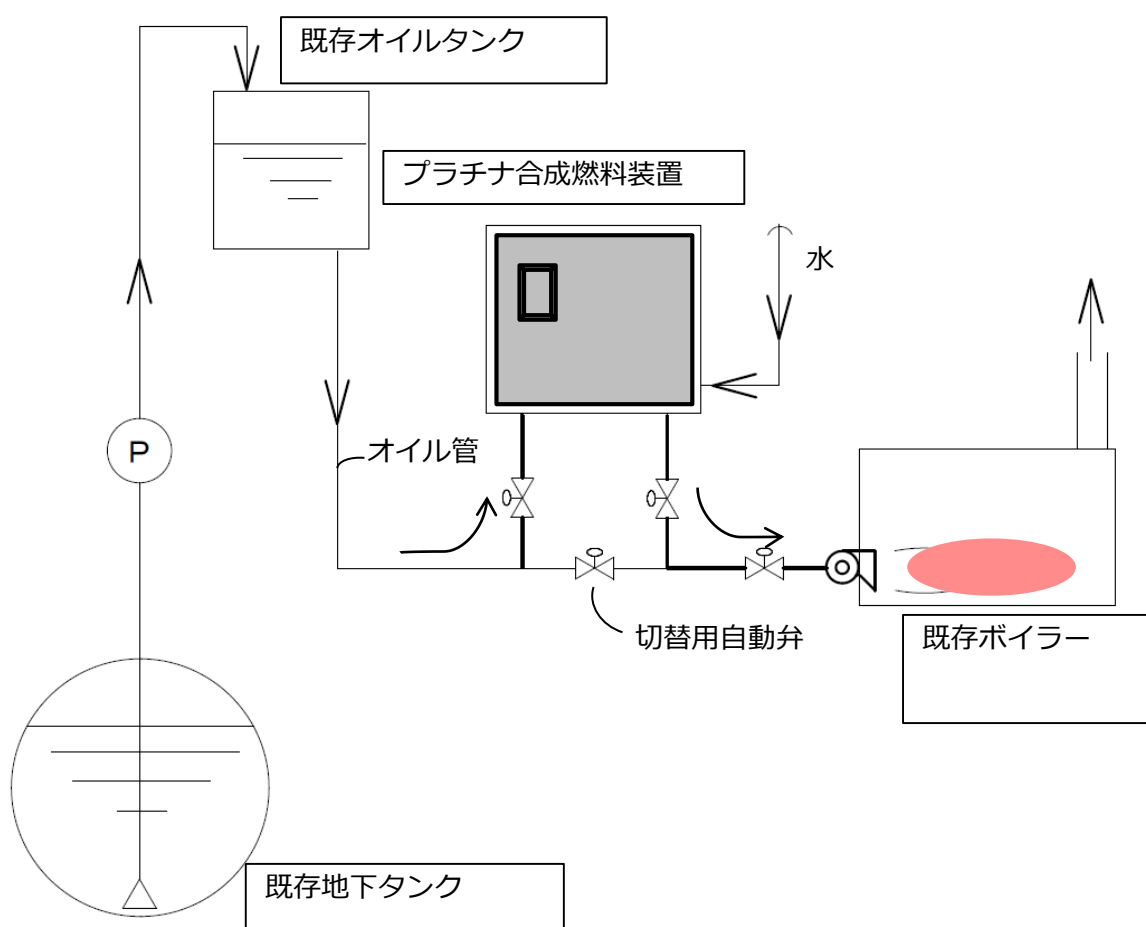 既存オイルタンク
プラチナ合成燃料装置
水
オイル管
P
切替用自動弁
既存ボイラー
既存地下タンク